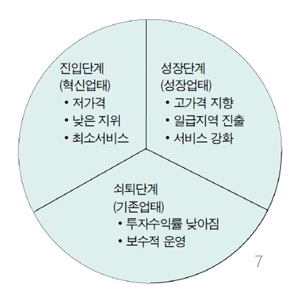 진입단계
(혁신업태)
• 저가격
• 낮은 지위
• 최소서비스
성장단계
(성장업태)
• 고가격 지향
• 일급지역 진출
• 서비스 강화
쇠퇴단계
(기존업태)
• 투자수익률 낮아짐
• 보수적 운영
7